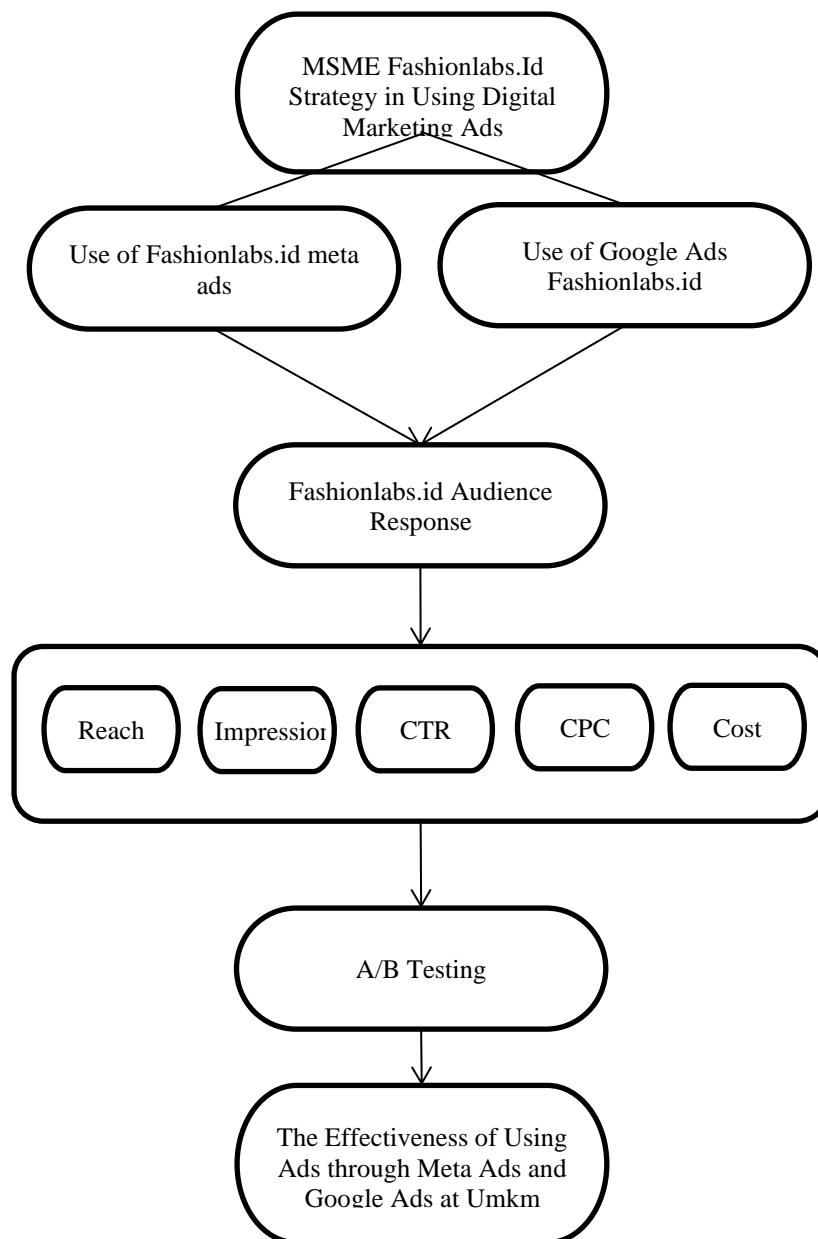 MSME Fashionlabs.Id
Strategy in Using Digital
Marketing Ads
Use of Fashionlabs.id meta
ads
Use of Google Ads
Fashionlabs.id
Fashionlabs.id Audience
Response
Reach
Impression
CTR
CPC
Cost
A/B Testing
The Effectiveness of Using
Ads through Meta Ads and
Google Ads at Umkm